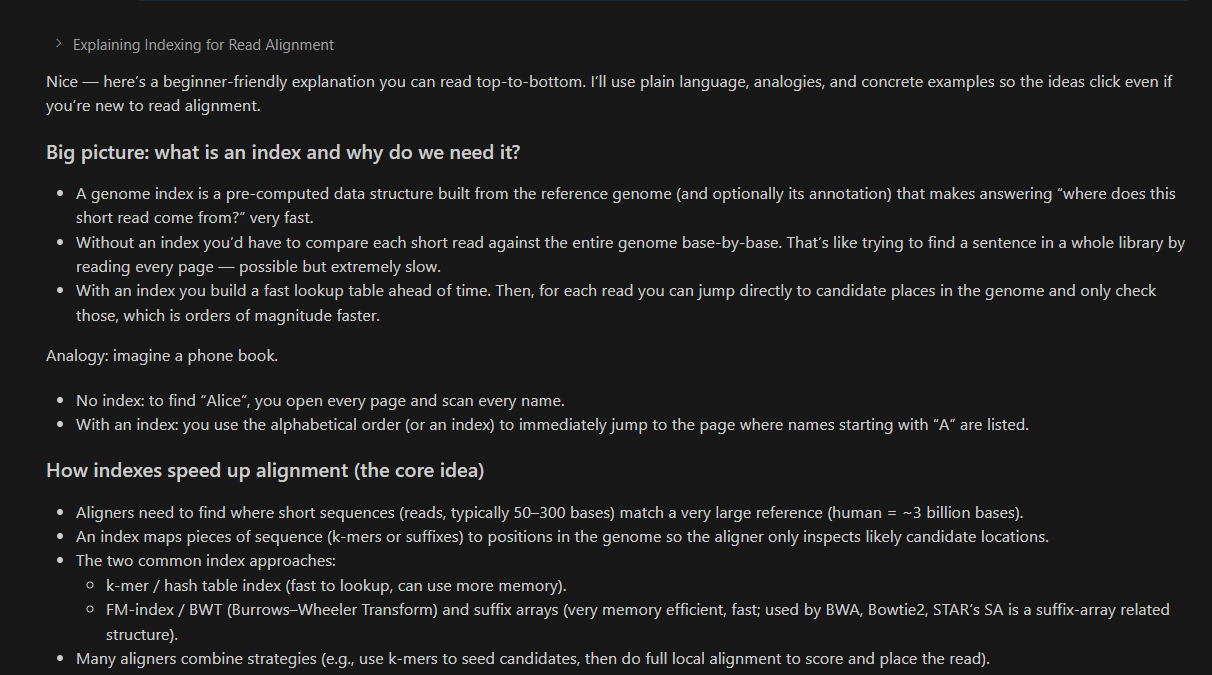 Explaining Indexing for Read Alignment
Nice — here’s a beginner-friendly explanation you can read top-to-bottom. I’ll use plain language, analogies, and concrete examples so the ideas click even if
you’re new to read alignment.
Big picture: what is an index and why do we need it?
• A genome index is a pre-computed data structure built from the reference genome (and optionally its annotation) that makes answering “where does this
short read come from?” very fast.
• Without an index you’d have to compare each short read against the entire genome base-by-base. That’s like trying to find a sentence in a whole library by
reading every page — possible but extremely slow.
• With an index you build a fast lookup table ahead of time. Then, for each read you can jump directly to candidate places in the genome and only check
those, which is orders of magnitude faster.
Analogy: imagine a phone book.
• No index: to find “Alice”, you open every page and scan every name.
• With an index: you use the alphabetical order (or an index) to immediately jump to the page where names starting with “A” are listed.
How indexes speed up alignment (the core idea)
• Aligners need to find where short sequences (reads, typically 50–300 bases) match a very large reference (human = ~3 billion bases).
• An index maps pieces of sequence (k-mers or suffixes) to positions in the genome so the aligner only inspects likely candidate locations.
• The two common index approaches:
◦ k-mer / hash table index (fast to lookup, can use more memory).
◦ FM-index / BWT (Burrows–Wheeler Transform) and suffix arrays (very memory efficient, fast; used by BWA, Bowtie2, STAR’s SA is a suffix-array related
structure).
• Many aligners combine strategies (e.g., use k-mers to seed candidates, then do full local alignment to score and place the read).